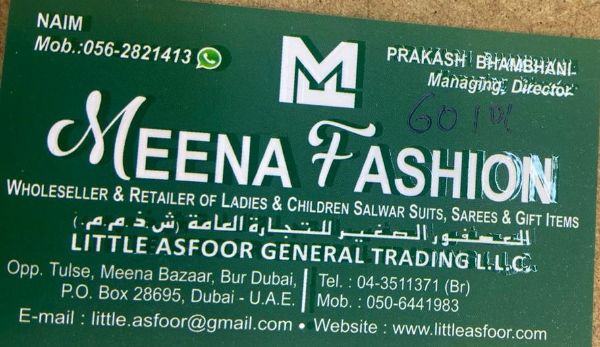 NAIM
Mob.:056-2821413
PRAKASH BHAMBHANI
Managing Director
MEENA FASHION
WHOLESELLER & RETAILER OF LADIES & CHILDREN SALWAR SUITS, SAREES & GIFT ITEMS
العصفور الصغير للتجارة العامة (ش.ذ.م.م.)
LITTLE ASFOOR GENERAL TRADING L.L.C.
Opp. Tulse, Meena Bazaar, Bur Dubai,
P.O. Box 28695, Dubai - U.A.E.
Tel. : 04-3511371 (Br)
Mob. : 050-6441983
E-mail : little.asfoor@gmail.com • Website : www.littleasfoor.com